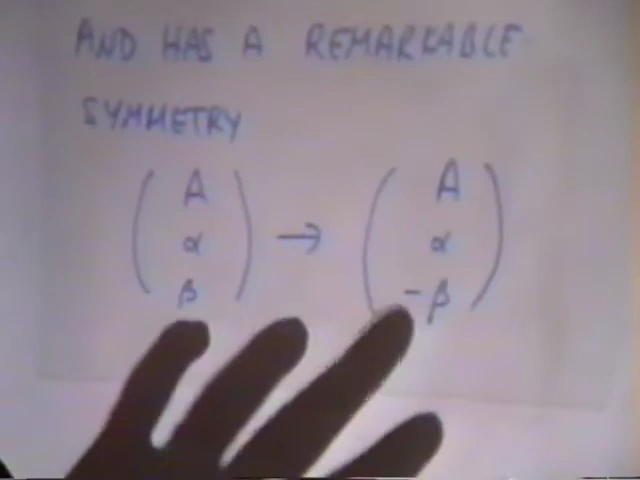 AND HAS A REMARKABLE
SYMMETRY
( A α β ) → ( A α -β )